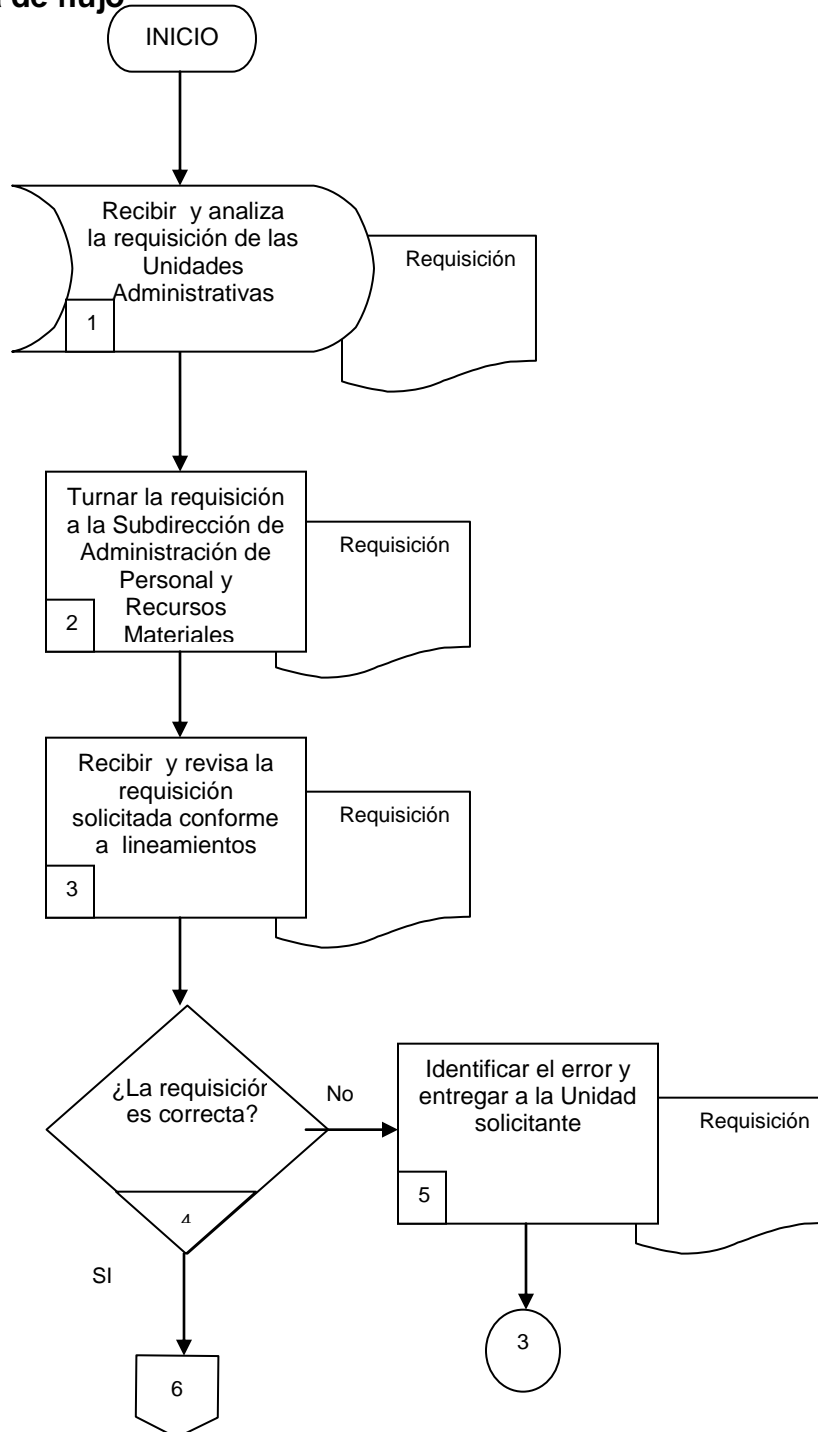 de flujo
INICIO
Recibir y analiza
la requisición de las
Unidades
Administrativas
1
Requisición
Turnar la requisición
a la Subdirección de
Administración de
Personal y
Recursos
Materiales
2
Requisición
Recibir y revisa la
requisición
solicitada conforme
a lineamientos
3
Requisición
¿La requisición
es correcta?
4
No
Identificar el error y
entregar a la Unidad
solicitante
5
Requisición
SI
3
6